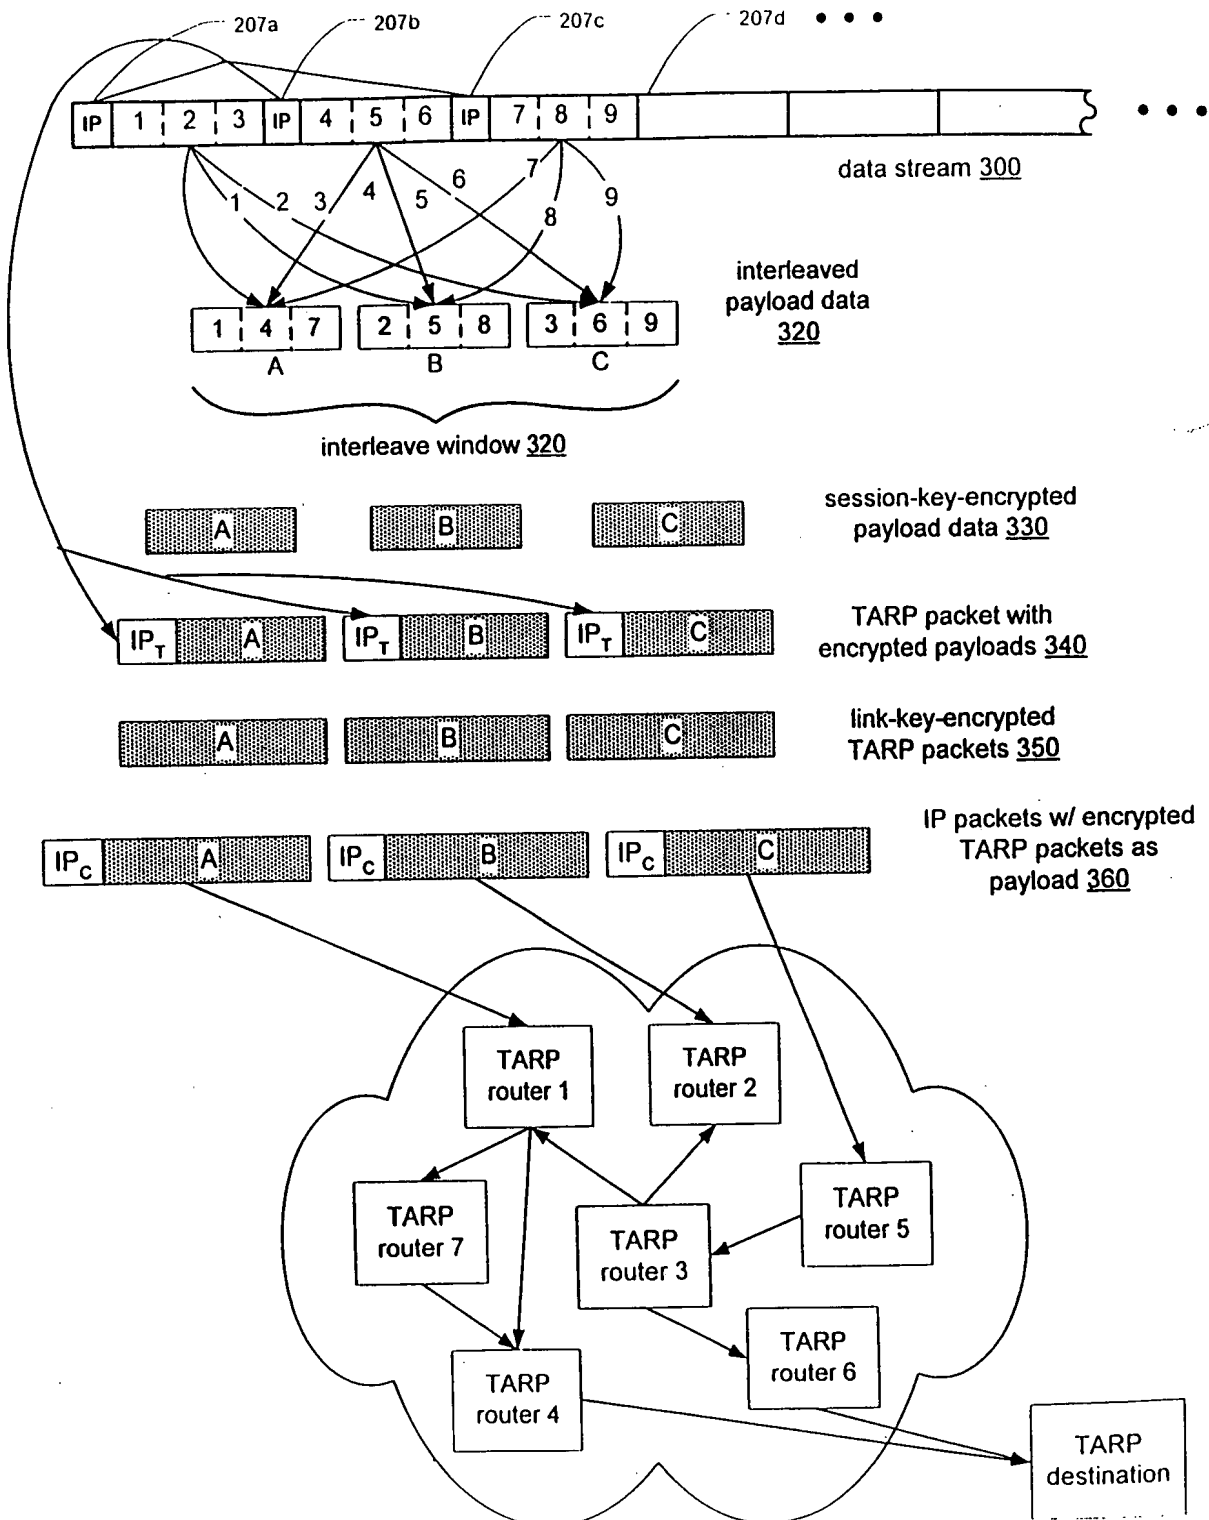 207a 207b 207c 207d • • •
IP 1 2 3 IP 4 5 6 IP 7 8 9 • • •
data stream 300
1 2 3 4 5 6 7 8 9
interleaved
payload data
320
1 4 7 2 5 8 3 6 9
A B C
interleave window 320
A B C
session-key-encrypted
payload data 330
IPT A IPT B IPT C
TARP packet with
encrypted payloads 340
A B C
link-key-encrypted
TARP packets 350
IPC A IPC B IPC C
IP packets w/ encrypted
TARP packets as
payload 360
TARP
router 1
TARP
router 2
TARP
router 7
TARP
router 3
TARP
router 5
TARP
router 4
TARP
router 6
TARP
destination